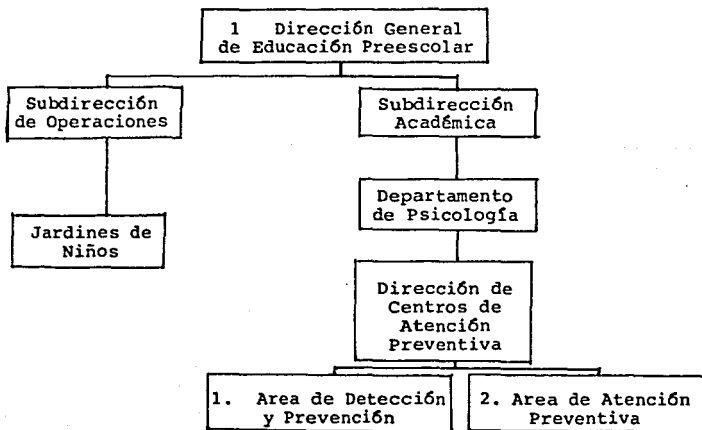 1 Dirección General
de Educación Preescolar
Subdirección
de Operaciones
Subdirección
Académica
Jardines de
Niños
Departamento
de Psicología
Dirección de
Centros de
Atención
Preventiva
1. Area de Detección
y Prevención
2. Area de Atención
Preventiva